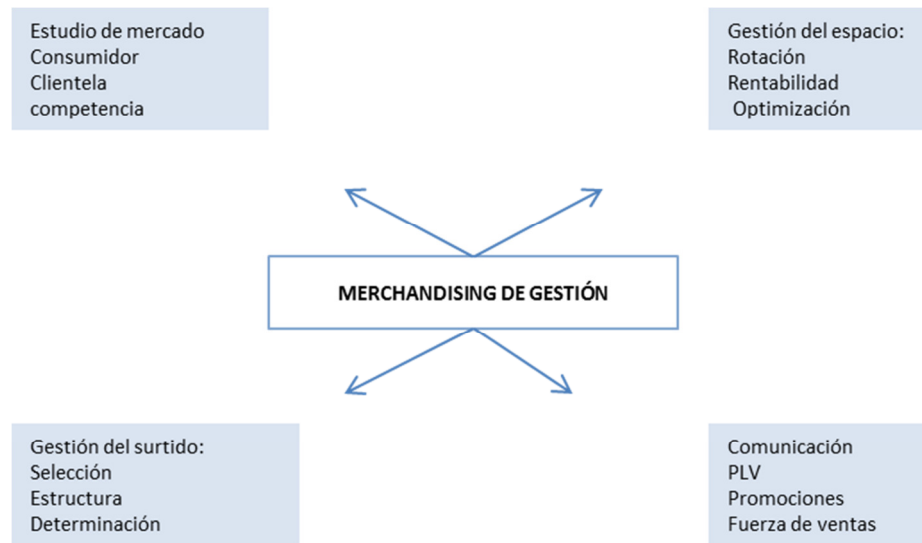 Estudio de mercado
Consumidor
Clientela
competencia
Gestión del espacio:
Rotación
Rentabilidad
Optimización
MERCHANDISING DE GESTIÓN
Gestión del surtido:
Selección
Estructura
Determinación
Comunicación
PLV
Promociones
Fuerza de ventas